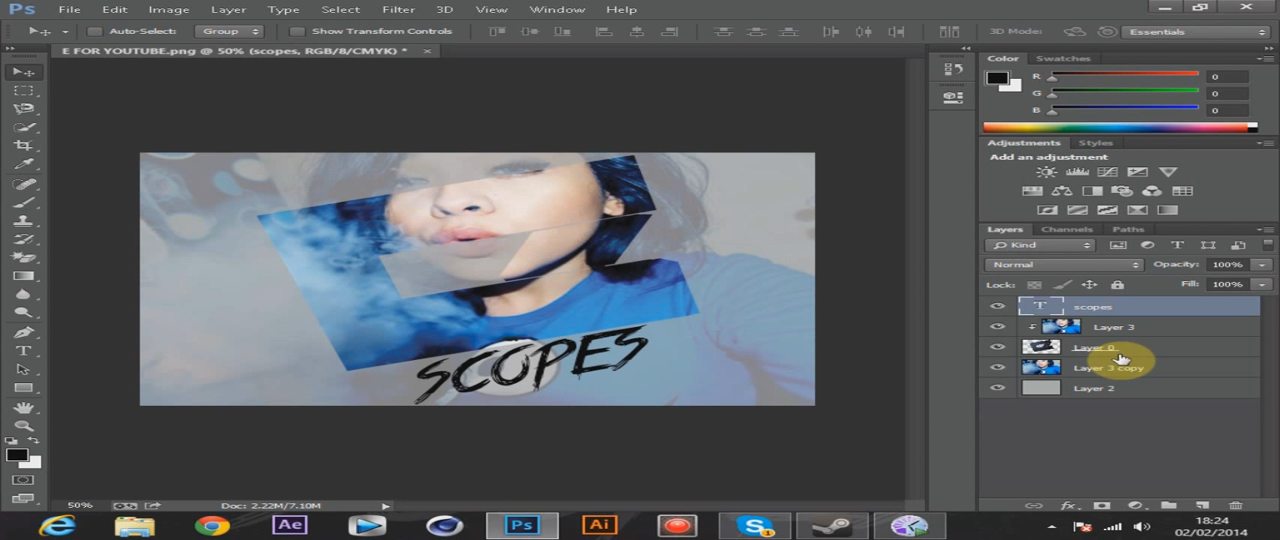 Ps File Edit Image Layer Type Select Filter 3D View Window Help
Auto-Select: Group Show Transform Controls 3D Mode: Essentials
E FOR YOUTUBE.png @ 50% (scopes, RGB/8/CMYK) * ×
Color Swatches
R 0
G 0
B 0
Adjustments Styles
Add an adjustment
Layers Channels Paths
Kind
Normal Opacity: 100%
Lock: Fill: 100%
T scopes
Layer 3
Layer 0
Layer 3 copy
Layer 2
SCOPES
50% Doc: 2.22M/7.10M
Ae Ps Ai S 1
18:24
02/02/2014